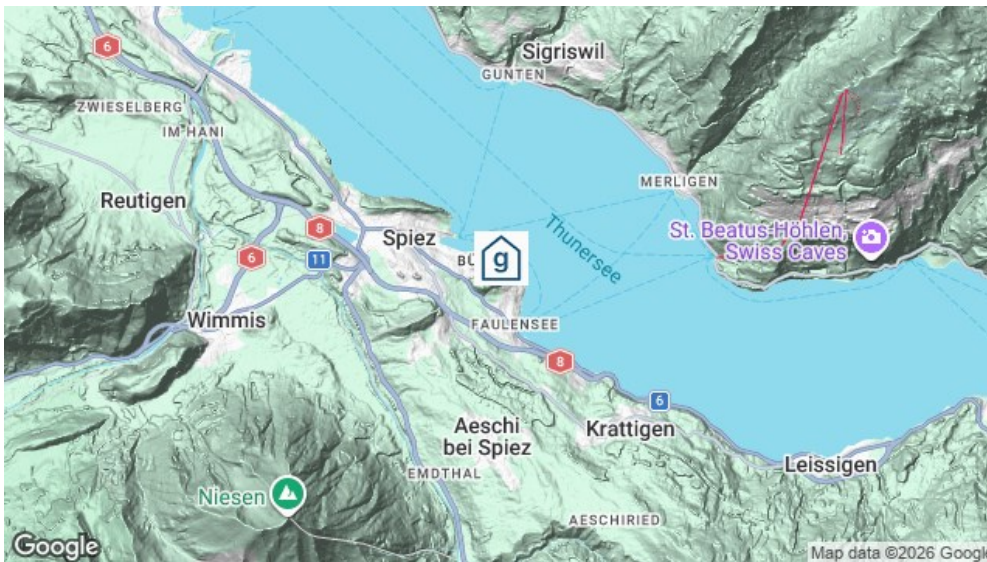 6
Sigriswil
GUNTEN
ZWIESELBERG
IM HANI
MERLIGEN
Reutigen
8
Spiez
Thunersee
St. Beatus-Höhlen,
Swiss Caves
6
11
BÜ
g
Wimmis
FAULENSEE
8
6
Aeschi
bei Spiez
Krattigen
Leissigen
EMDTHAL
Niesen
AESCHIRIED
Google
Map data ©2026 Google